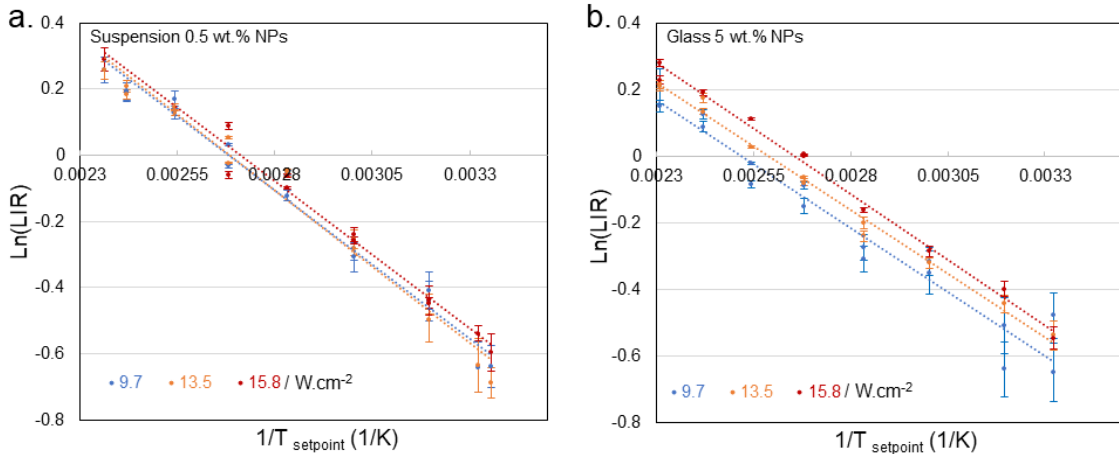 a.
Suspension 0.5 wt.% NPs
0.4
0.2
0
-0.2
-0.4
-0.6
-0.8
0.0023 0.00255 0.0028 0.00305 0.0033
Ln(LIR)
9.7 13.5 15.8 / W.cm-2
1/T setpoint (1/K)
b.
Glass 5 wt.% NPs
0.4
0.2
0
-0.2
-0.4
-0.6
-0.8
0.0023 0.00255 0.0028 0.00305 0.0033
Ln(LIR)
9.7 13.5 15.8 / W.cm-2
1/T setpoint (1/K)